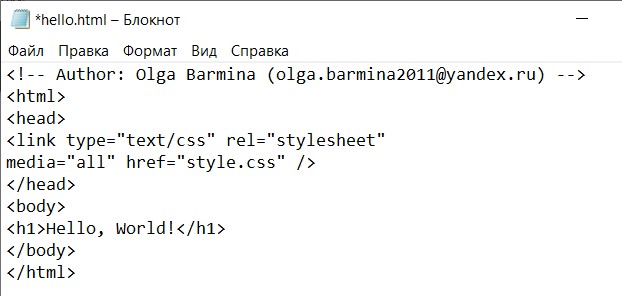 *hello.html – Блокнот
Файл Правка Формат Вид Справка
<!-- Author: Olga Barmina (olga.barmina2011@yandex.ru) -->
<html>
<head>
<link type="text/css" rel="stylesheet"
media="all" href="style.css" />
</head>
<body>
<h1>Hello, World!</h1>
</body>
</html>